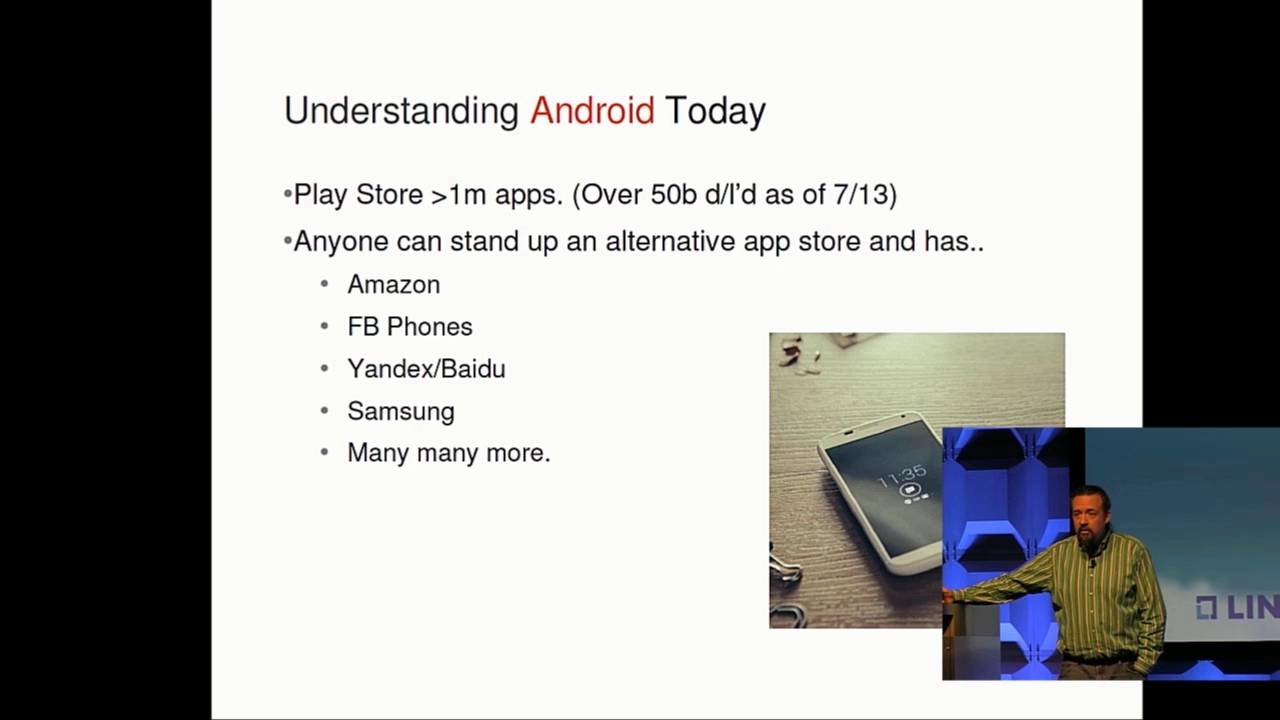 Understanding Android Today
•Play Store >1m apps. (Over 50b d/l’d as of 7/13)
•Anyone can stand up an alternative app store and has..
• Amazon
• FB Phones
• Yandex/Baidu
• Samsung
• Many many more.
11:35
LIN